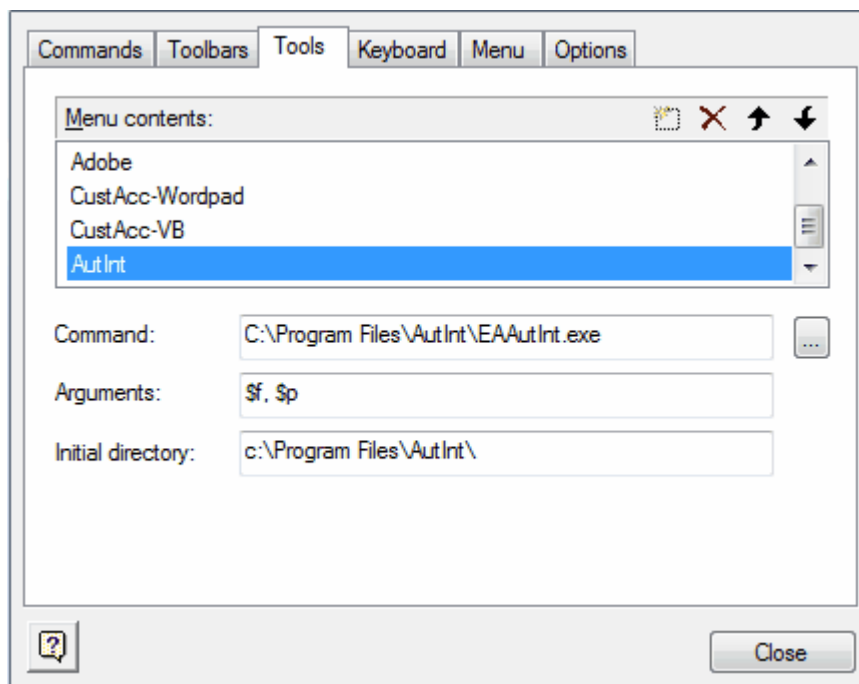 Commands Toolbars Tools Keyboard Menu Options
Menu contents:
Adobe
CustAcc-Wordpad
CustAcc-VB
AutInt
Command: C:\Program Files\AutInt\EAAutInt.exe ...
Arguments: $f, $p
Initial directory: c:\Program Files\AutInt\
? Close